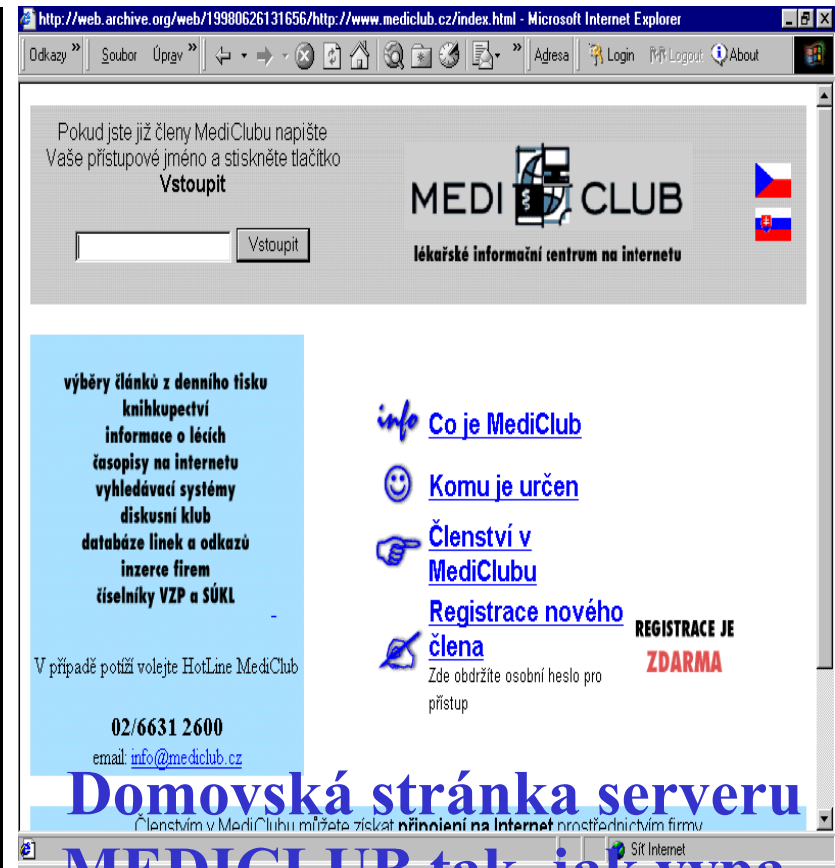 http://web.archive.org/web/19980626131656/http://www.mediclub.cz/index.html - Microsoft Internet Explorer
Odkazy » Soubor Úpravy » Adresa Login Logout About
Pokud jste již členy MediClubu napište
Vaše přístupové jméno a stiskněte tlačítko
Vstoupit
Vstoupit
MEDI CLUB
lékařské informační centrum na internetu
výběry článků z denního tisku
knihkupectví
informace o lécích
časopisy na internetu
vyhledávací systémy
diskusní klub
databáze linek a odkazů
inzerce firem
číselníky VZP a SÚKL
V případě potíží volejte HotLine MediClub
02/6631 2600
email: info@mediclub.cz
info Co je MediClub
Komu je určen
Členství v
MediClubu
Registrace nového
člena
Zde obdržíte osobní heslo pro
přístup
REGISTRACE JE
ZDARMA
Domovská stránka serveru
Členstvím v MediClubu můžete získat připojení na Internet prostřednictvím firmy
MEDICLUB tak, jak vypa
Síť Internet